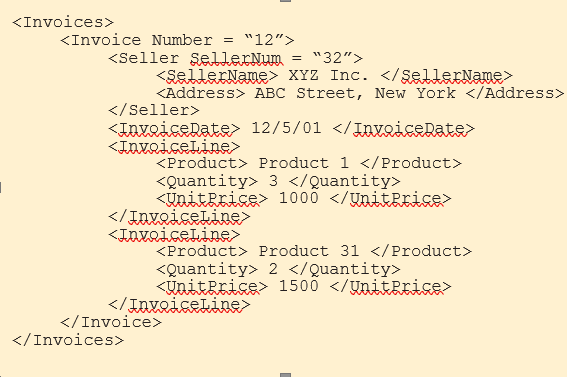 <Invoices>
<Invoice Number = “12”>
<Seller SellerNum = “32”>
<SellerName> XYZ Inc. </SellerName>
<Address> ABC Street, New York </Address>
</Seller>
<InvoiceDate> 12/5/01 </InvoiceDate>
<InvoiceLine>
<Product> Product 1 </Product>
<Quantity> 3 </Quantity>
<UnitPrice> 1000 </UnitPrice>
</InvoiceLine>
<InvoiceLine>
<Product> Product 31 </Product>
<Quantity> 2 </Quantity>
<UnitPrice> 1500 </UnitPrice>
</InvoiceLine>
</Invoice>
</Invoices>